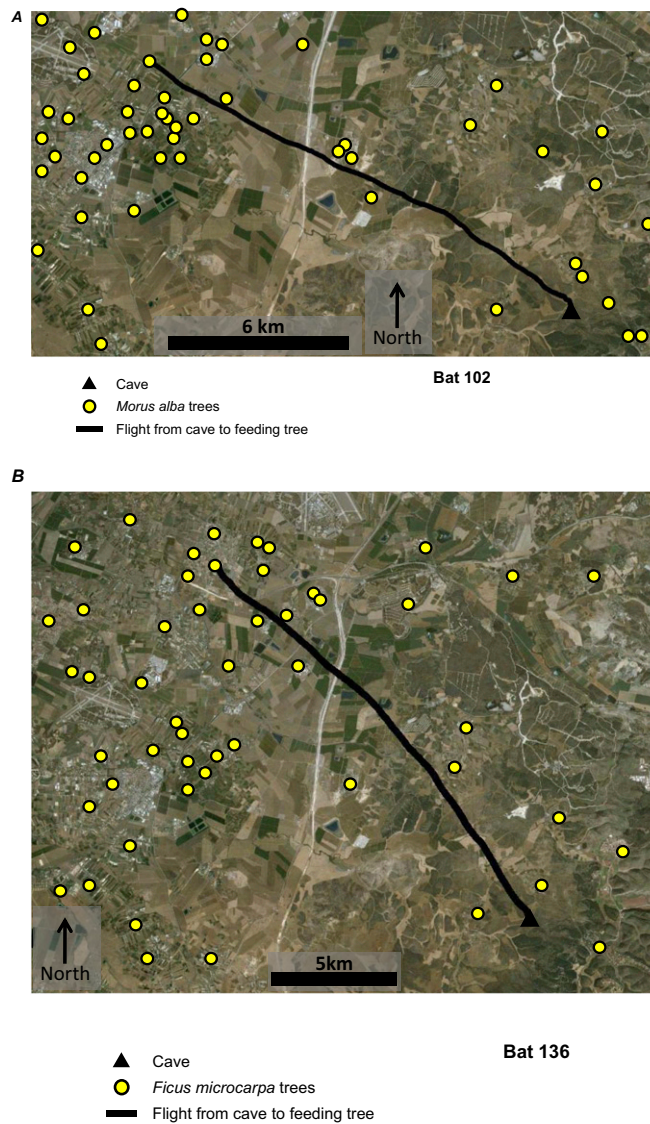 A
6 km
North
Bat 102
Cave
Morus alba trees
Flight from cave to feeding tree
B
North
5km
Bat 136
Cave
Ficus microcarpa trees
Flight from cave to feeding tree